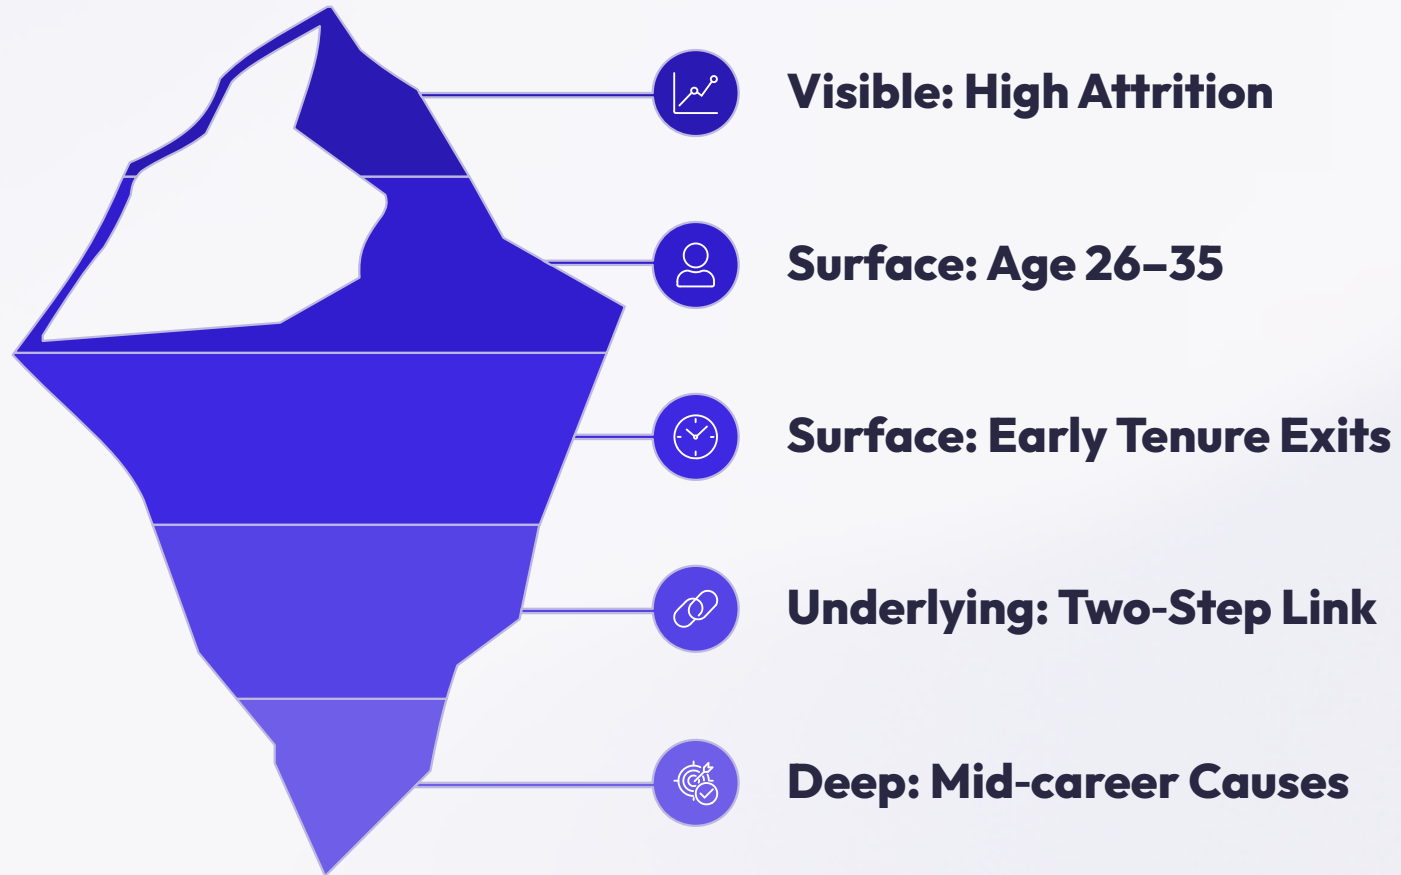 Visible: High Attrition
Surface: Age 26–35
Surface: Early Tenure Exits
Underlying: Two-Step Link
Deep: Mid-career Causes